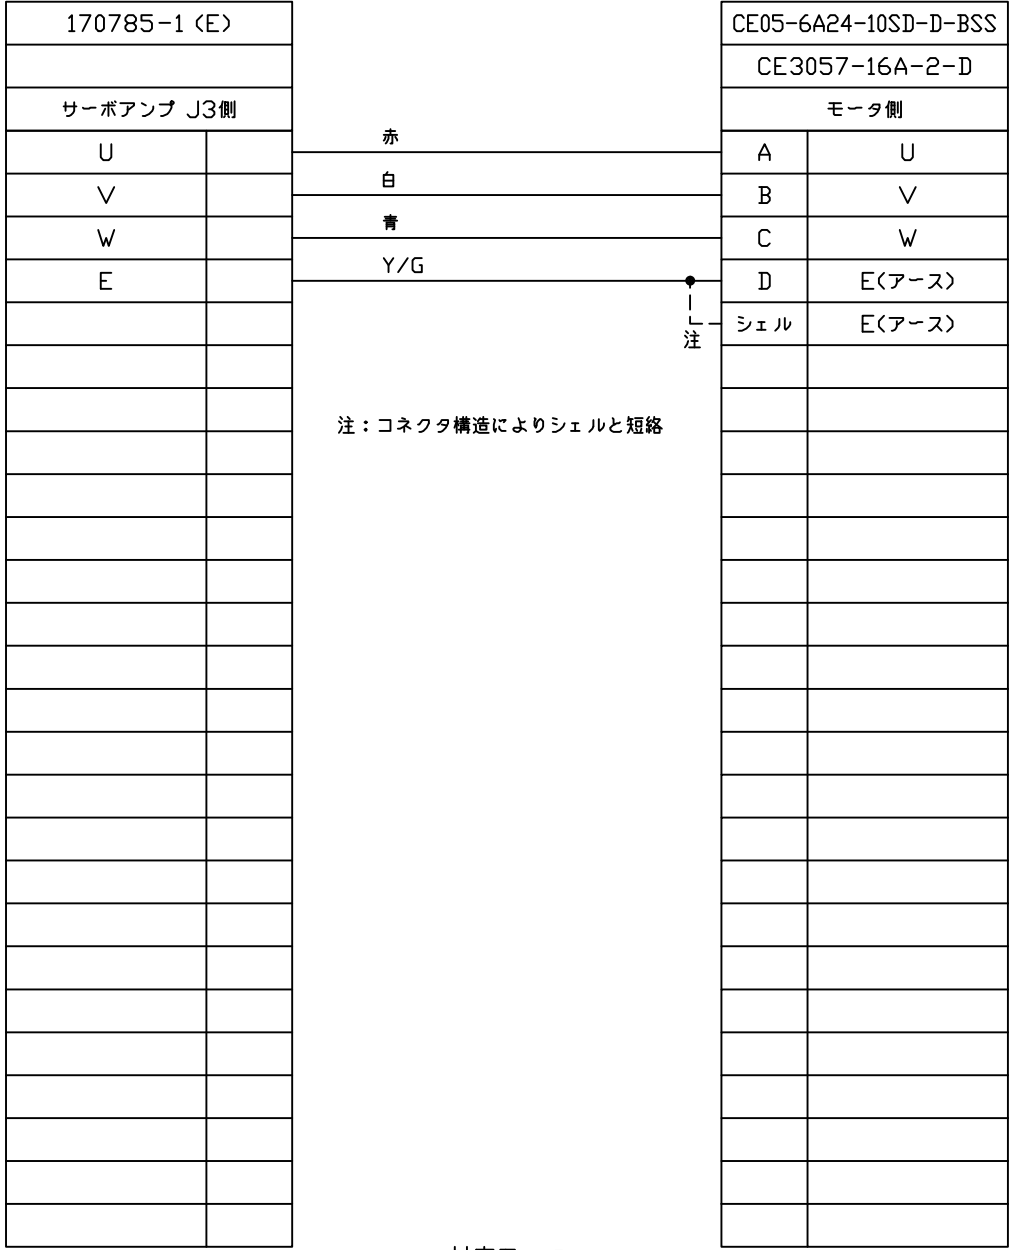 170785-1(E)
CE05-6A24-10SD-D-BSS
CE3057-16A-2-D
サーボアンプ J3側
モータ側
U 赤 A U
V 白 B V
W 青 C W
E Y/G D E(アース)
シェル E(アース)
注
注:コネクタ構造によりシェルと短絡